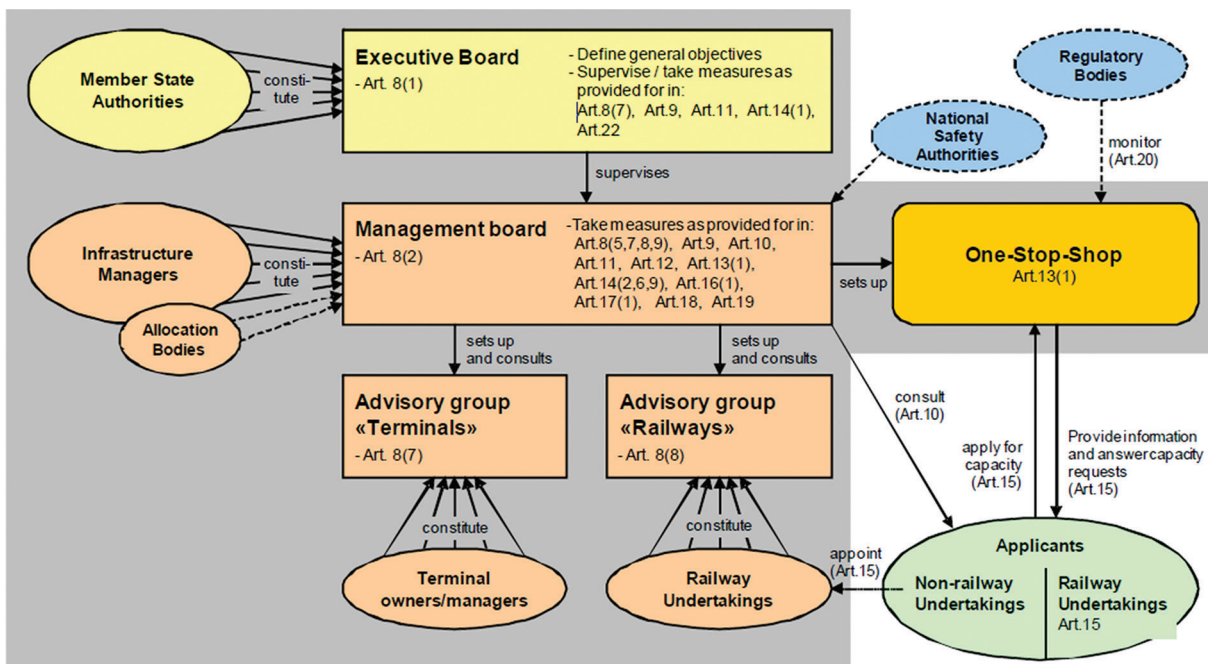 Member State
Authorities
consti-
tute
Executive Board
- Art. 8(1)
- Define general objectives
- Supervise / take measures as
provided for in:
Art.8(7), Art.9, Art.11, Art.14(1),
Art.22
Regulatory
Bodies
National
Safety
Authorities
monitor
(Art.20)
supervises
Infrastructure
Managers
consti-
tute
Allocation
Bodies
Management board
- Art. 8(2)
-Take measures as provided for in:
Art.8(5,7,8,9), Art.9, Art.10,
Art.11, Art.12, Art.13(1),
Art.14(2,6,9), Art.16(1),
Art.17(1), Art.18, Art.19
sets up
One-Stop-Shop
Art.13(1)
sets up
and consults
sets up
and consults
Advisory group
«Terminals»
- Art. 8(7)
Advisory group
«Railways»
- Art. 8(8)
consult
(Art.10)
apply for
capacity
(Art.15)
Provide information
and answer capacity
requests
(Art.15)
constitute
constitute
Terminal
owners/managers
Railway
Undertakings
appoint
(Art.15)
Applicants
Non-railway
Undertakings
Railway
Undertakings
Art.15